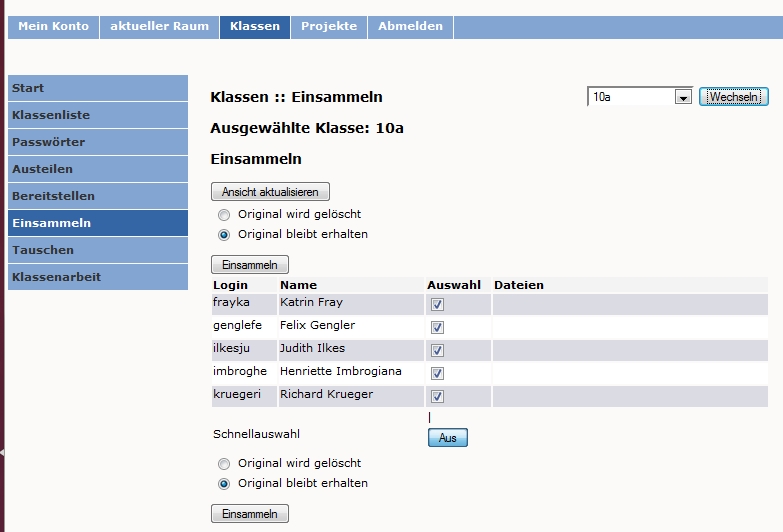 Mein Konto aktueller Raum Klassen Projekte Abmelden
Start
Klassenliste
Passwörter
Austeilen
Bereitstellen
Einsammeln
Tauschen
Klassenarbeit
Klassen :: Einsammeln 10a Wechseln
Ausgewählte Klasse: 10a
Einsammeln
Ansicht aktualisieren
Original wird gelöscht
Original bleibt erhalten
Einsammeln
Login Name Auswahl Dateien
frayka Katrin Fray
genglefe Felix Gengler
ilkesju Judith Ilkes
imbroghe Henriette Imbrogiana
kruegeri Richard Krueger
|
Schnellauswahl Aus
Original wird gelöscht
Original bleibt erhalten
Einsammeln